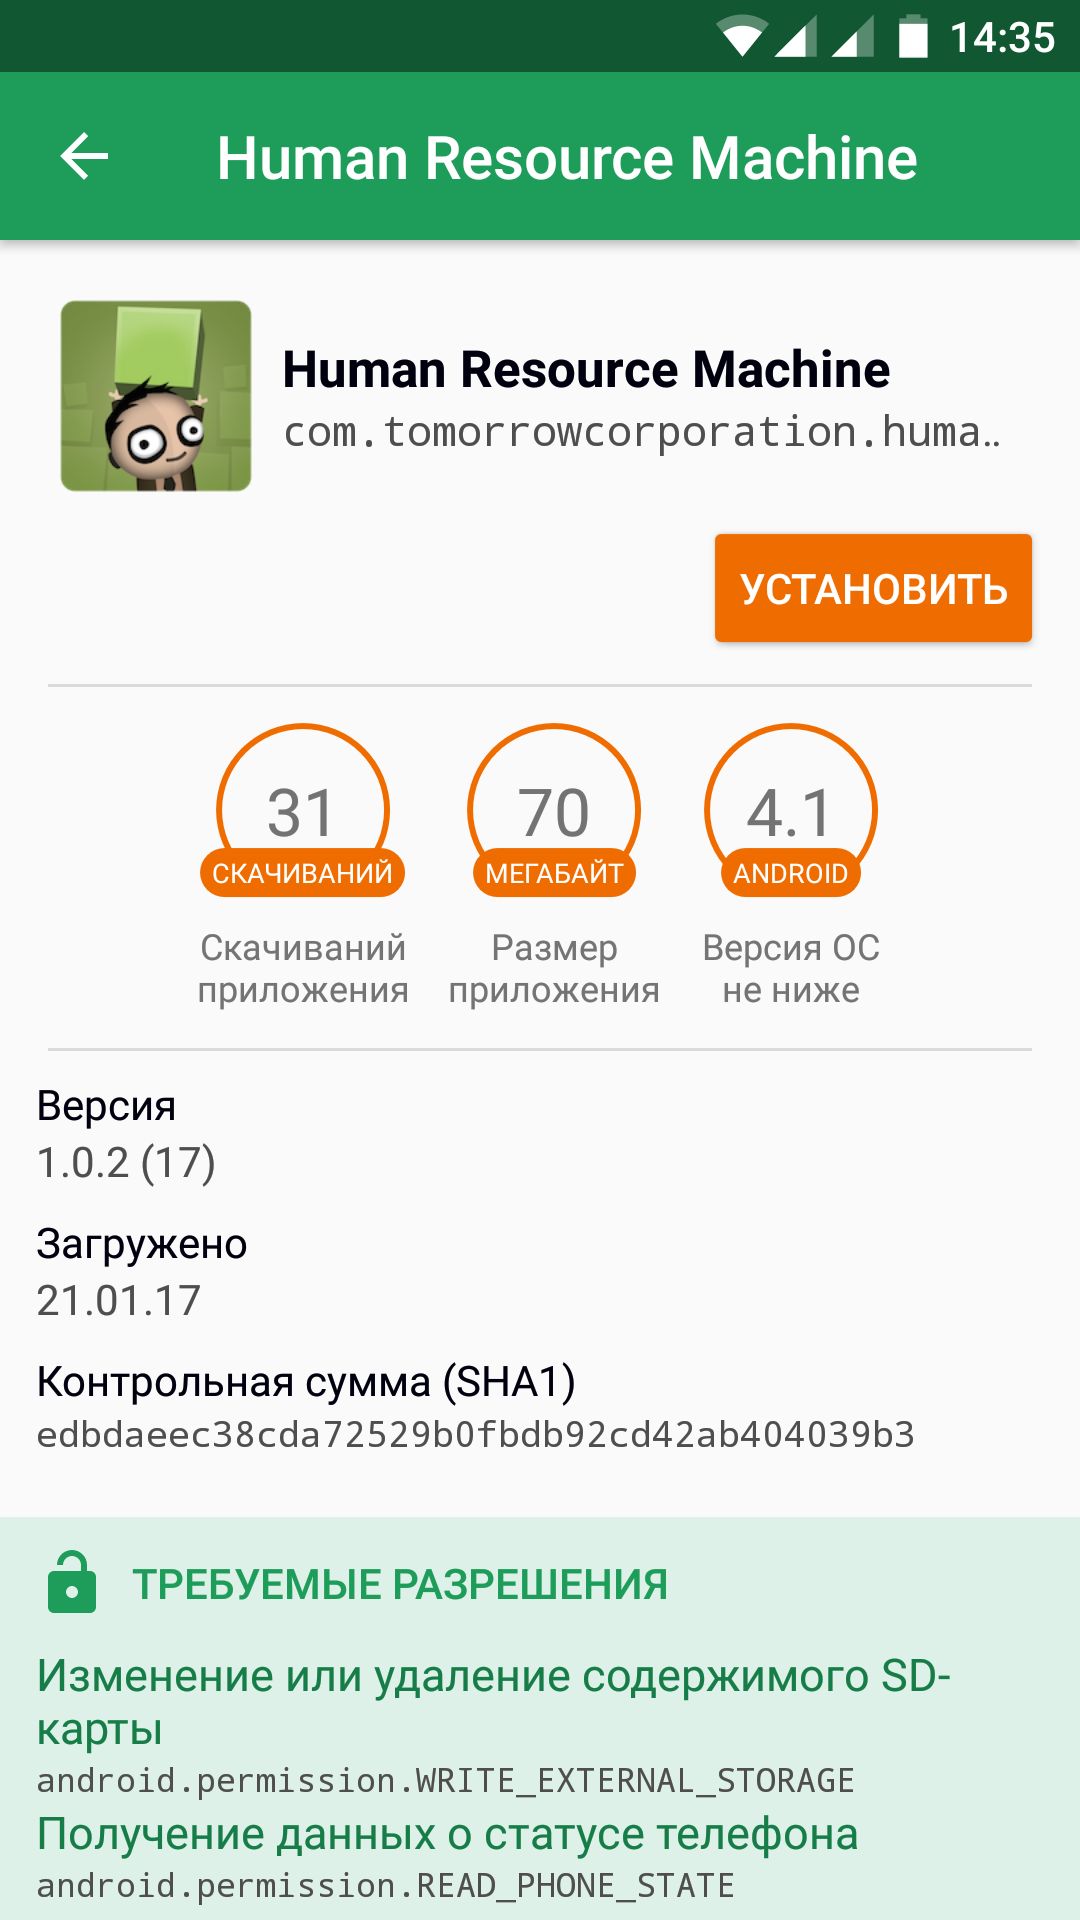 14:35
Human Resource Machine
Human Resource Machine
com.tomorrowcorporation.huma..
УСТАНОВИТЬ
31 70 4.1
СКАЧИВАНИЙ МЕГАБАЙТ ANDROID
Скачиваний Размер Версия ОС
приложения приложения не ниже
Версия
1.0.2 (17)
Загружено
21.01.17
Контрольная сумма (SHA1)
edbdaeec38cda72529b0fbdb92cd42ab404039b3
ТРЕБУЕМЫЕ РАЗРЕШЕНИЯ
Изменение или удаление содержимого SD-
карты
android.permission.WRITE_EXTERNAL_STORAGE
Получение данных о статусе телефона
android.permission.READ_PHONE_STATE